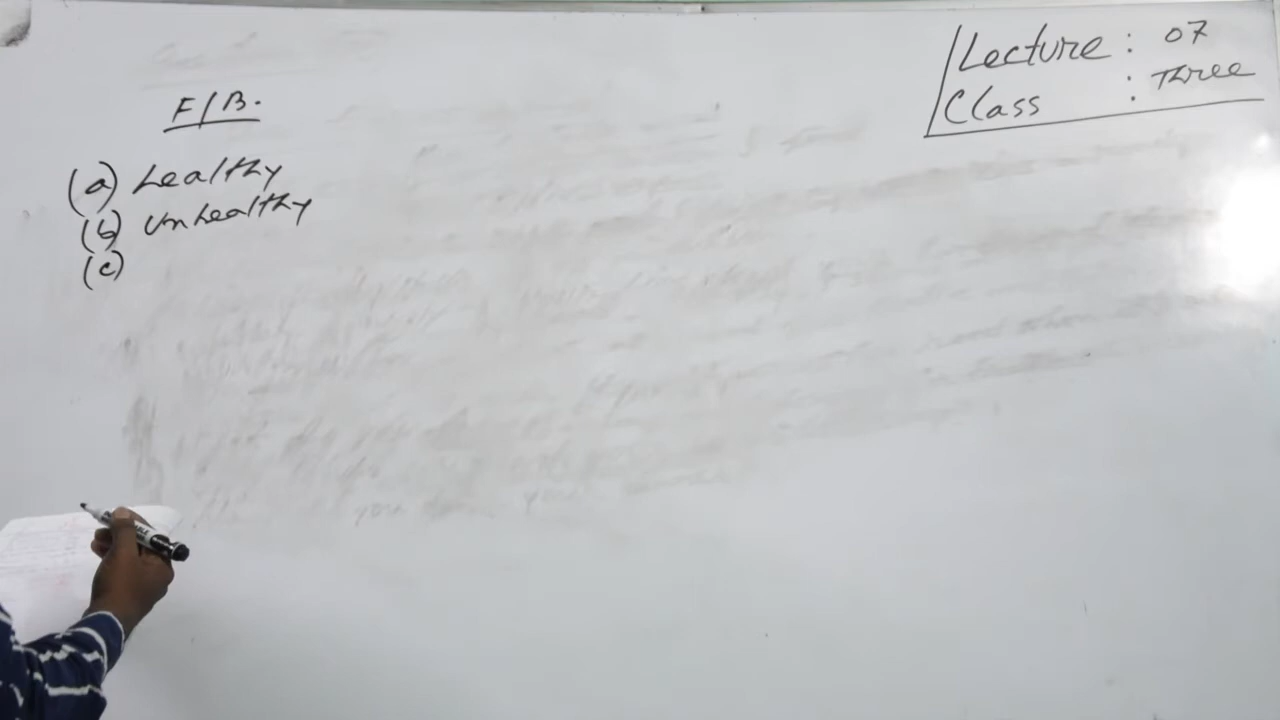 Lecture : 07
Class : Three
F/B.
(a) healthy
(b) unhealthy
(c)